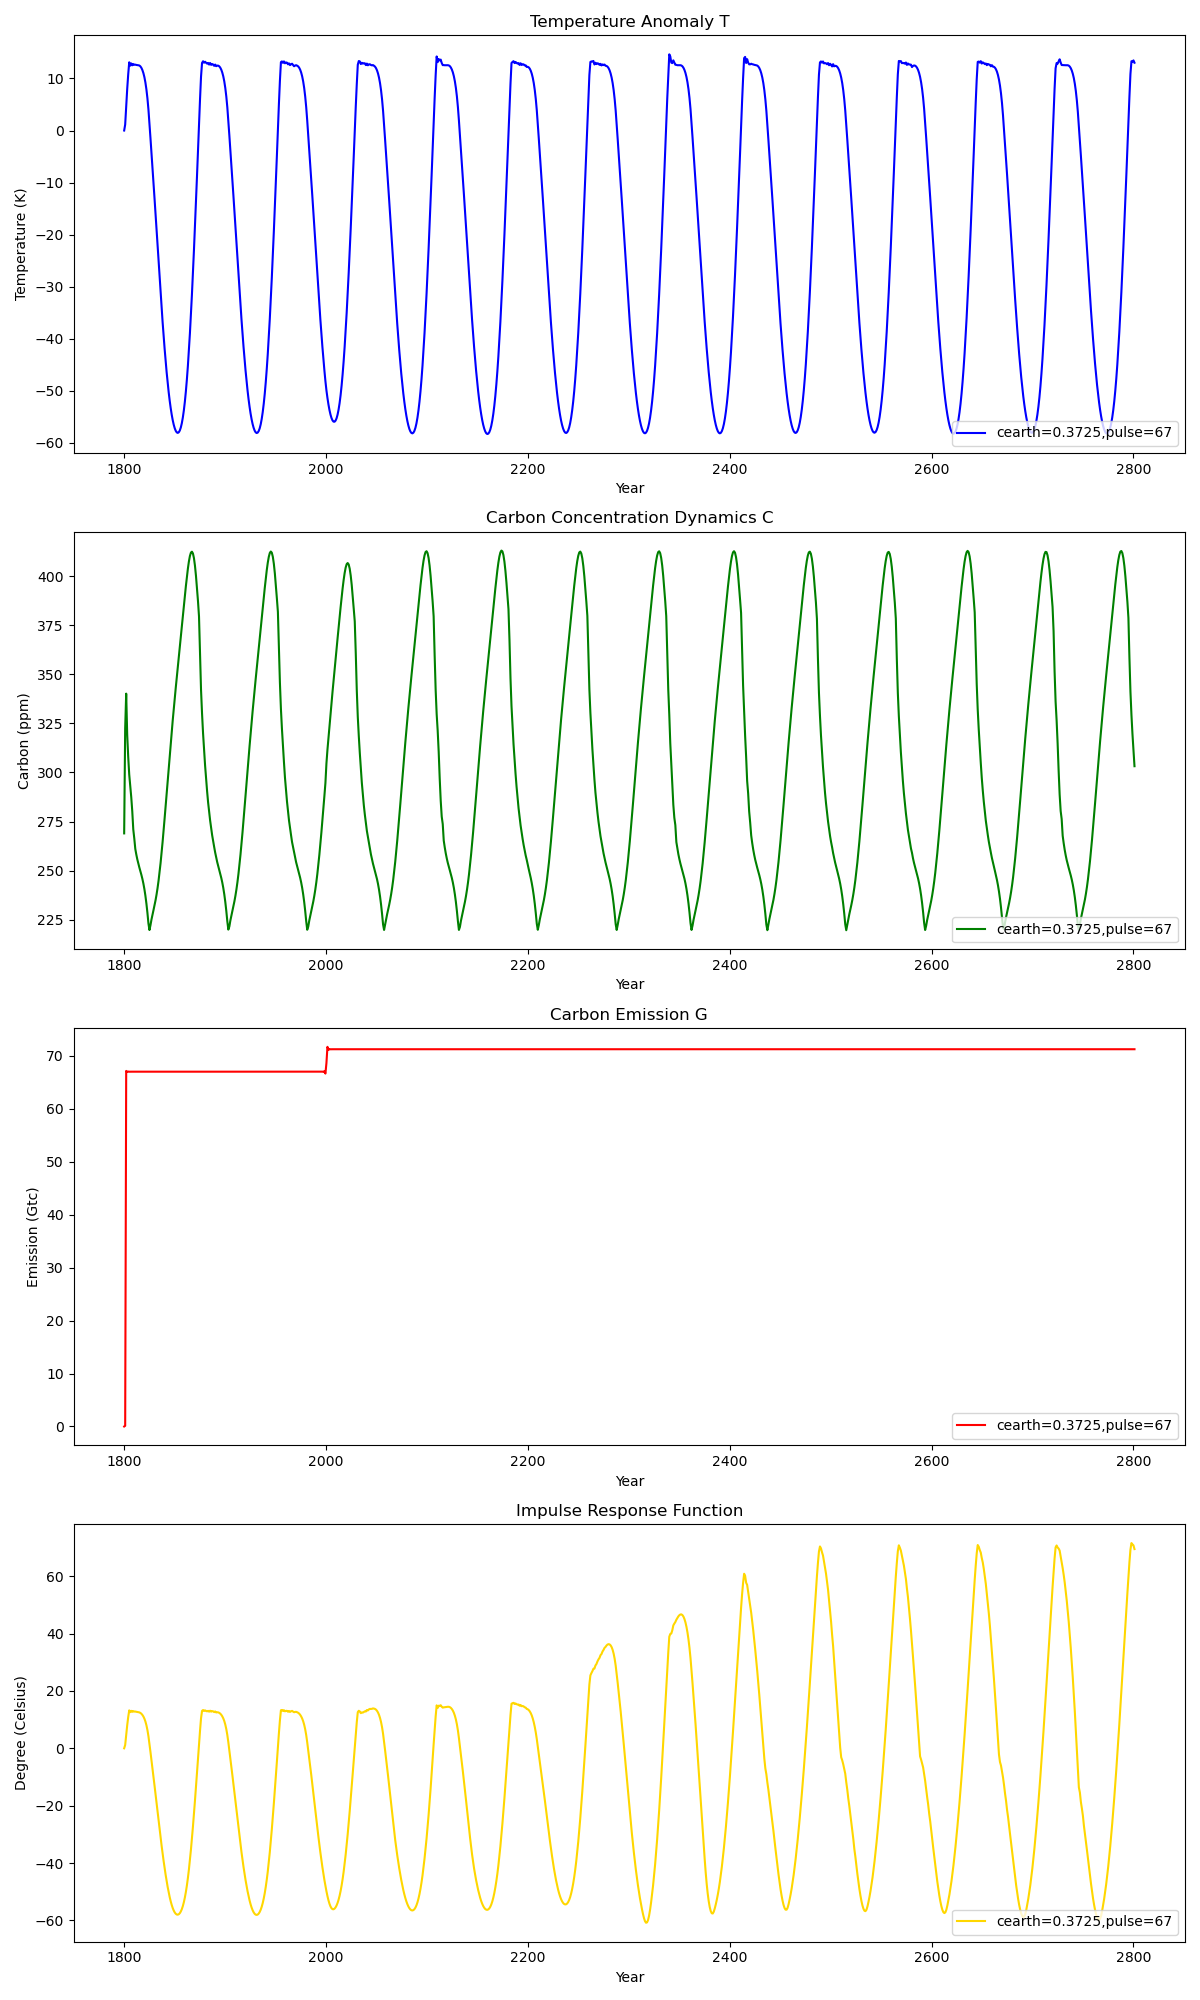 Temperature Anomaly T
10
0
−10
−20
−30
−40
−50
−60
Temperature (K)
cearth=0.3725,pulse=67
1800 2000 2200 2400 2600 2800
Year
Carbon Concentration Dynamics C
400
375
350
325
300
275
250
225
Carbon (ppm)
cearth=0.3725,pulse=67
1800 2000 2200 2400 2600 2800
Year
Carbon Emission G
70
60
50
40
30
20
10
0
Emission (Gtc)
cearth=0.3725,pulse=67
1800 2000 2200 2400 2600 2800
Year
Impulse Response Function
60
40
20
0
−20
−40
−60
Degree (Celsius)
cearth=0.3725,pulse=67
1800 2000 2200 2400 2600 2800
Year